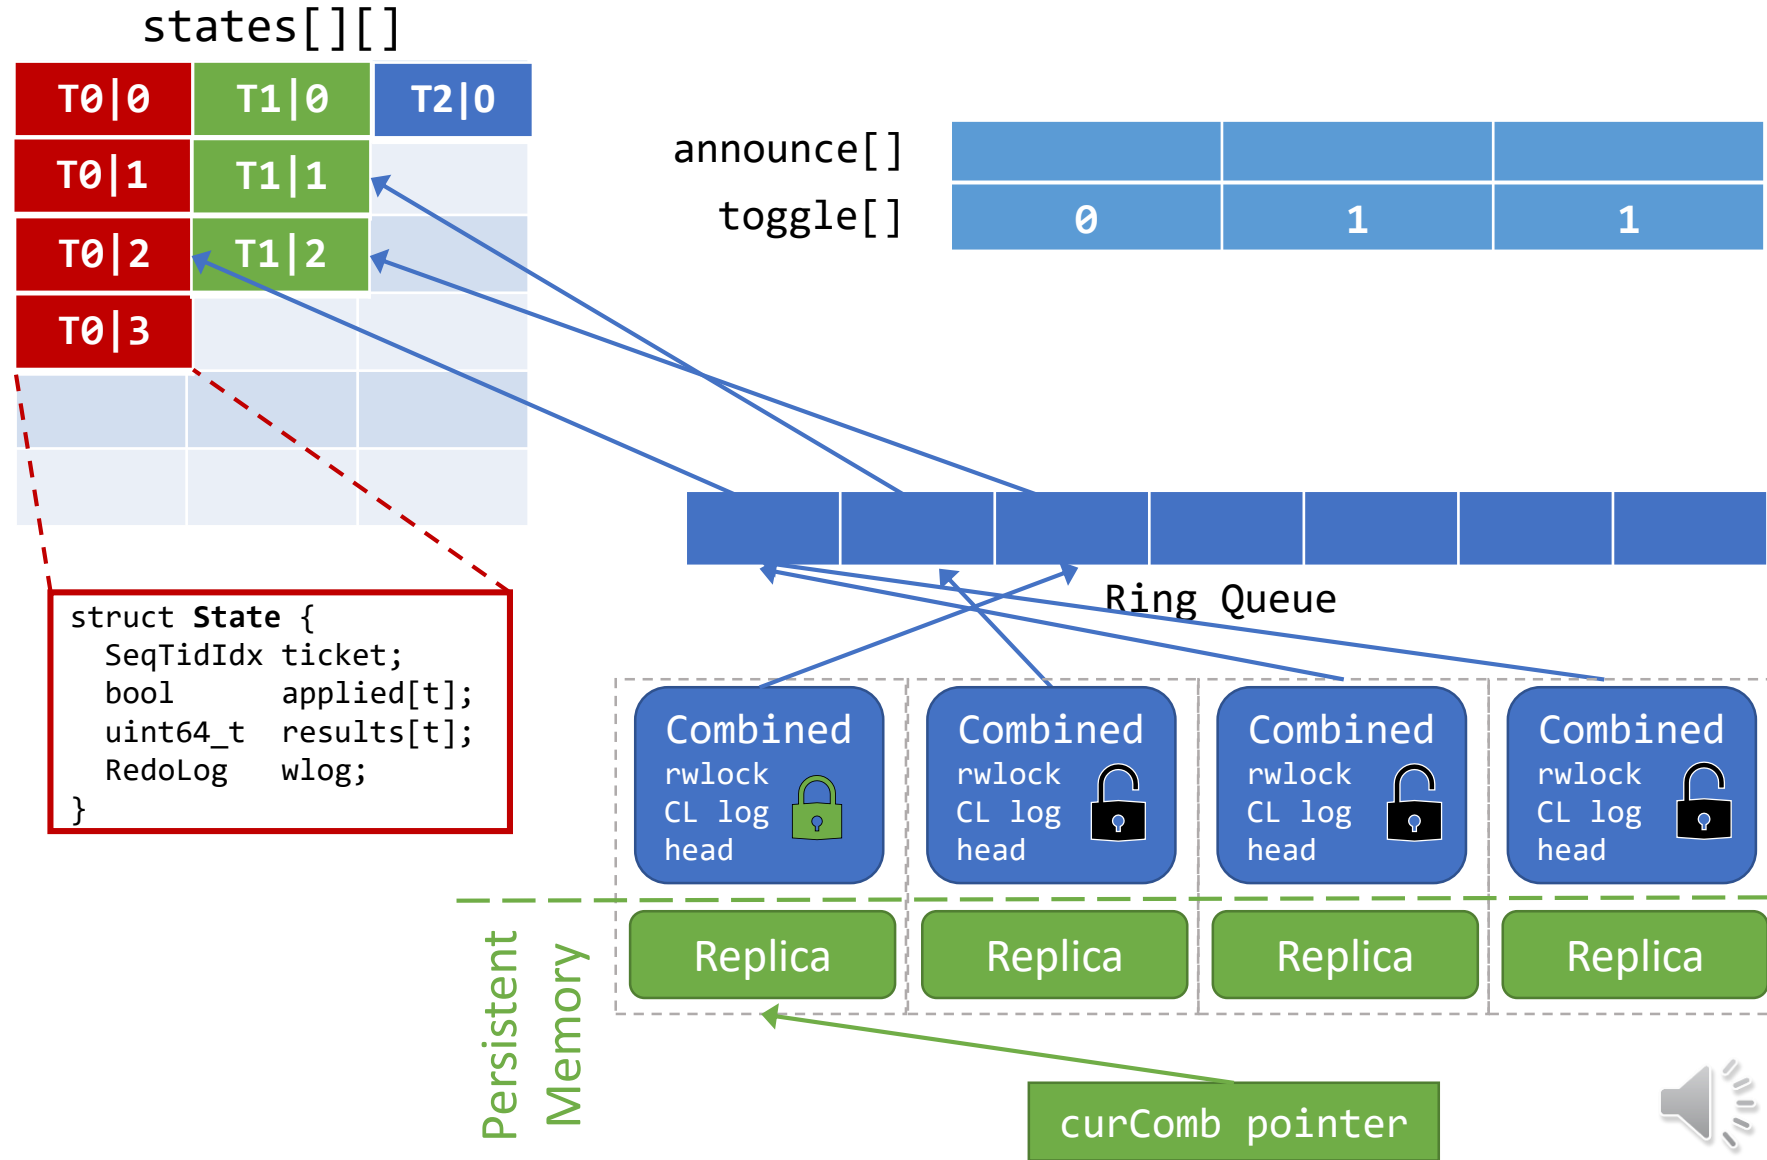 states[][]
T0|0 T1|0 T2|0
T0|1 T1|1
T0|2 T1|2
T0|3
announce[]
toggle[] 0 1 1
Ring Queue
struct State {
SeqTidIdx ticket;
bool applied[t];
uint64_t results[t];
RedoLog wlog;
}
Combined
rwlock
CL log
head
Combined
rwlock
CL log
head
Combined
rwlock
CL log
head
Combined
rwlock
CL log
head
Persistent
Memory
Replica Replica Replica Replica
curComb pointer